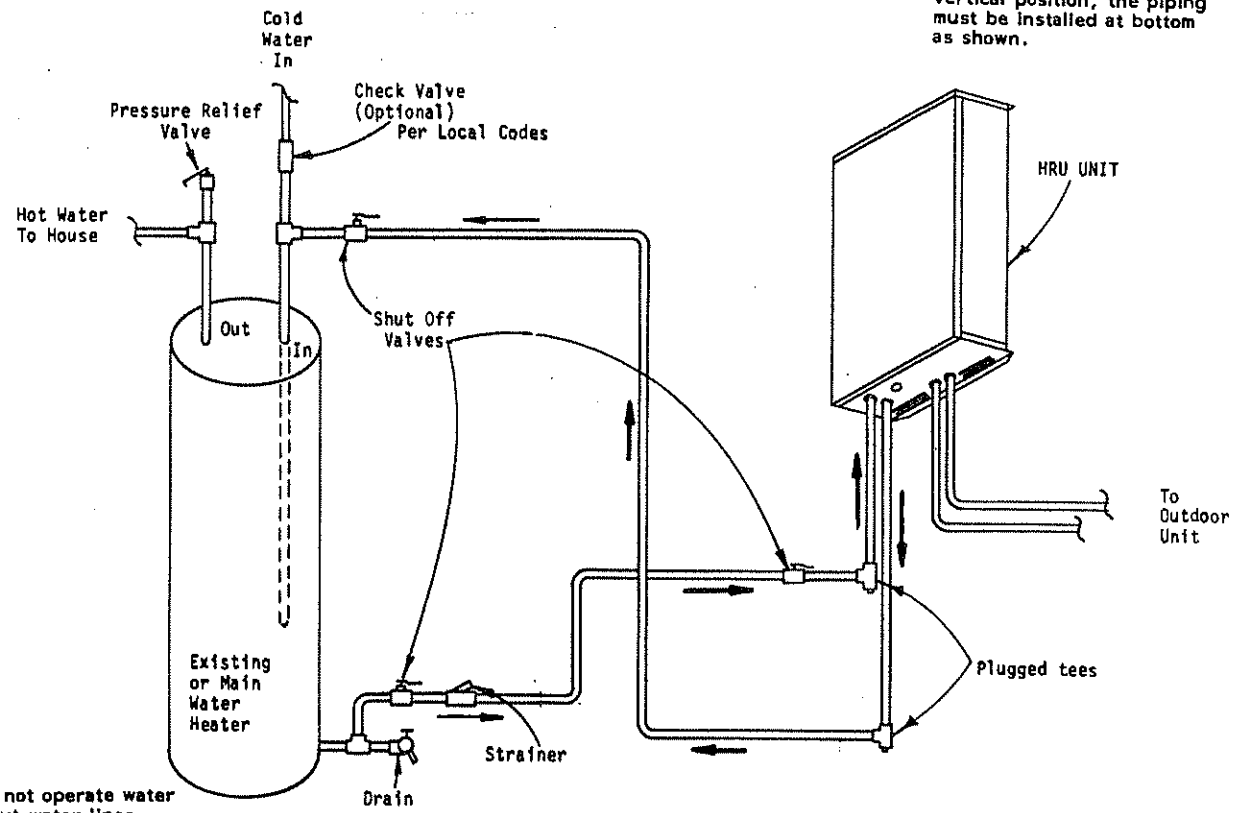 vertical position, the piping
must be installed at bottom
as shown.
Cold
Water
In
Check Valve
(Optional)
Per Local Codes
Pressure Relief
Valve
HRU UNIT
Hot Water
To House
Shut Off
Valves
Out
In
To
Outdoor
Unit
Existing
or Main
Water
Heater
Plugged tees
Strainer
Drain
not operate water